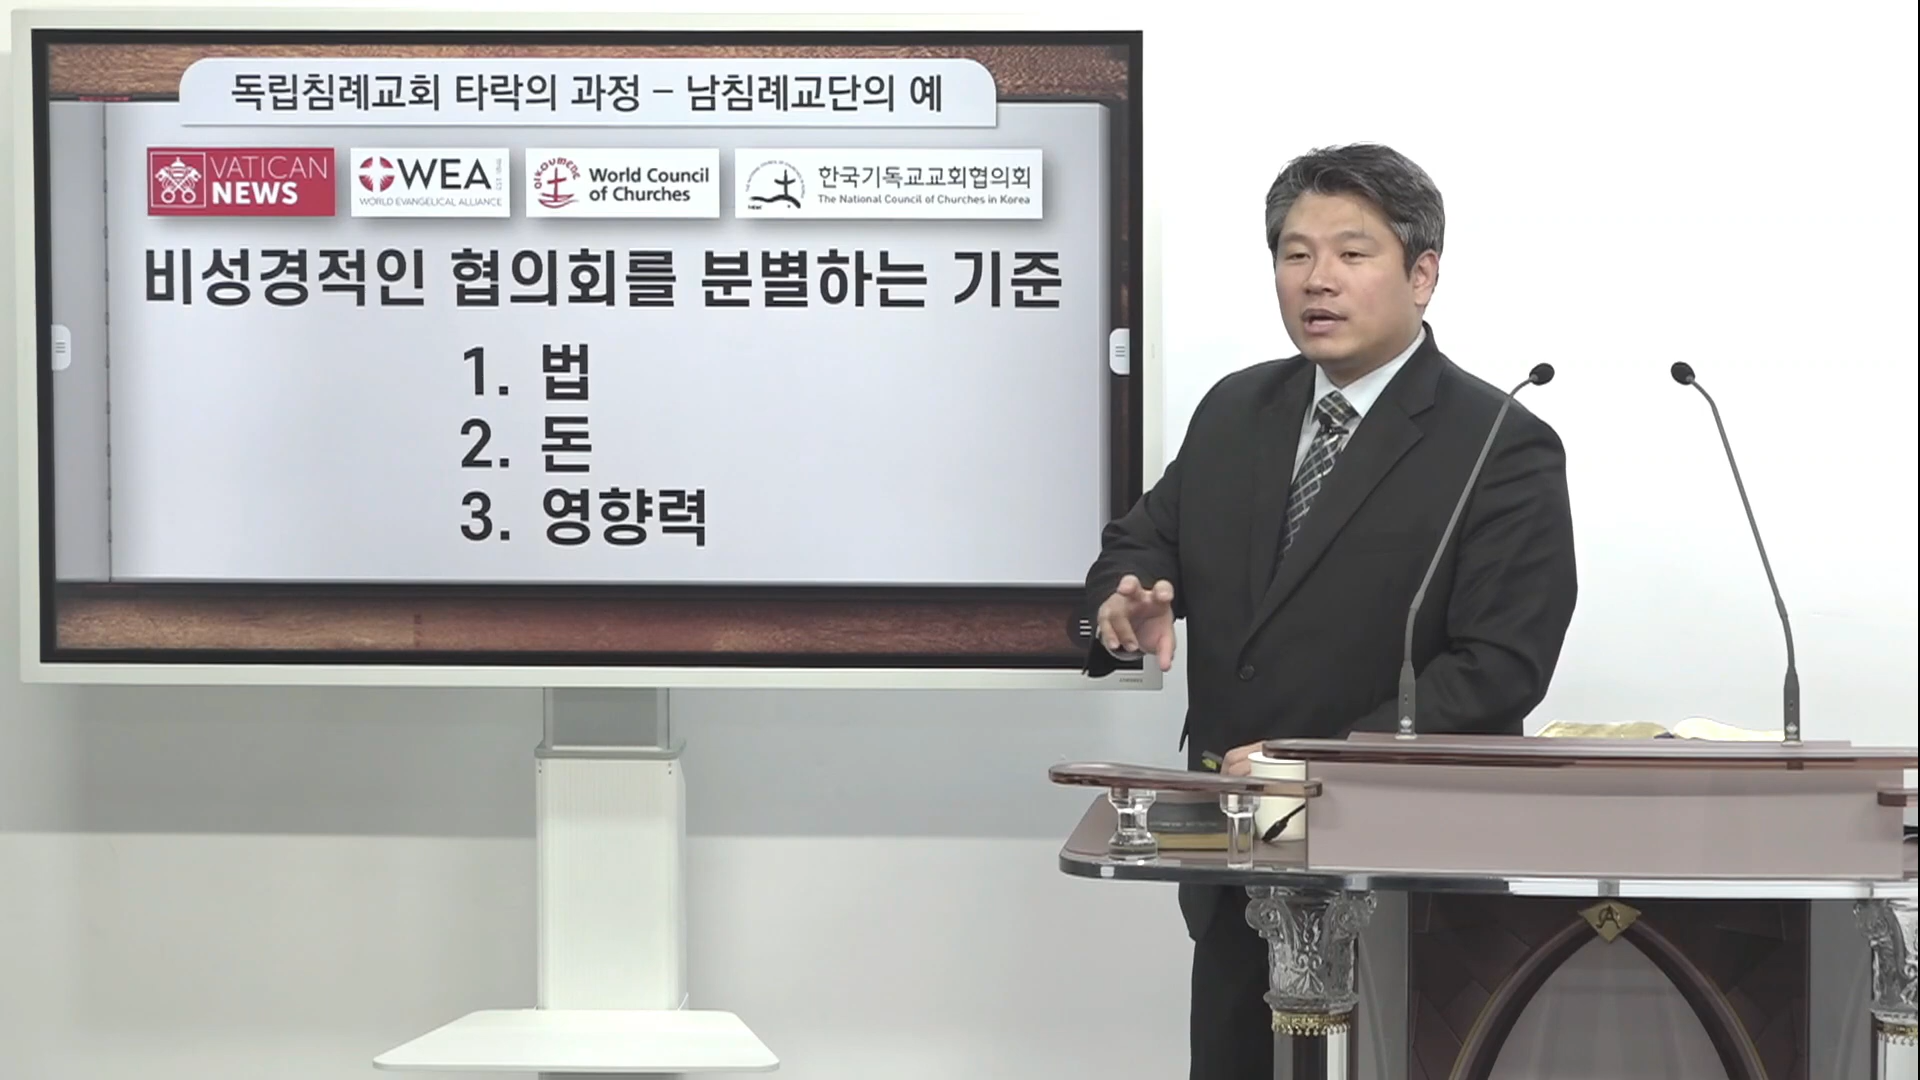 독립침례교회 타락의 과정 – 남침례교단의 예
VATICAN
NEWS
WEA
WORLD EVANGELICAL ALLIANCE
World Council
of Churches
한국기독교교회협의회
The National Council of Churches in Korea
비성경적인 협의회를 분별하는 기준
1. 법
2. 돈
3. 영향력